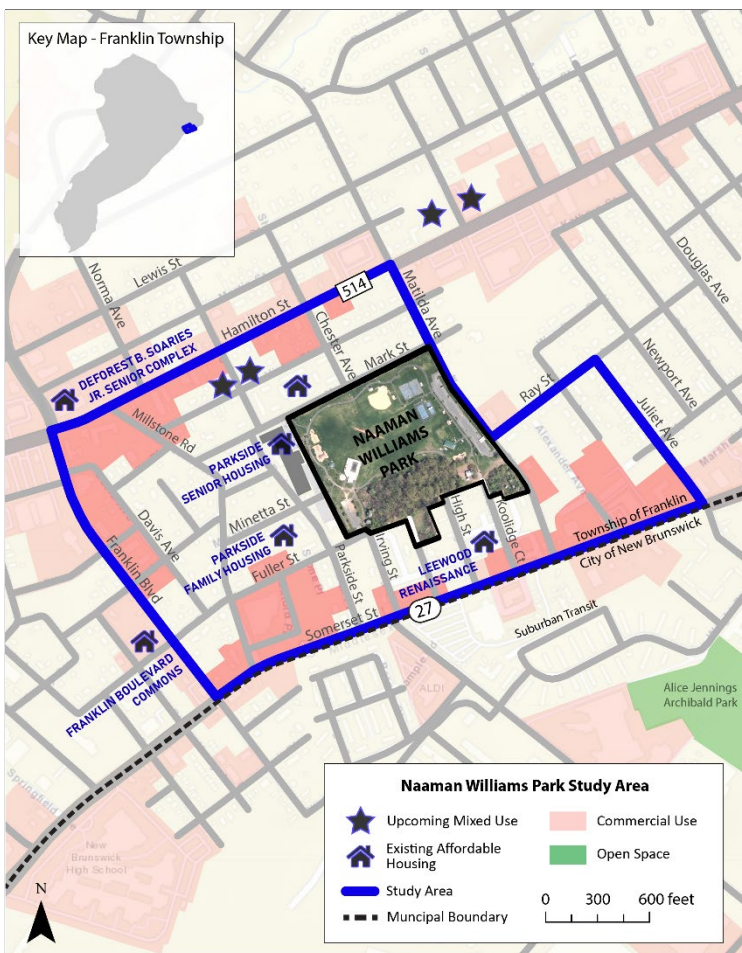 Key Map - Franklin Township
Norma Ave
Lewis St
Hamilton St
514
Chester Ave
Matilda Ave
Mark St
Douglas Ave
Newport Ave
Juliet Ave
Ray St
Alexander Ave
DEFOREST B. SOARIES
JR. SENIOR COMPLEX
Millstone Rd
NAAMAN
WILLIAMS
PARK
PARKSIDE
SENIOR HOUSING
Davis Ave
Minetta St
PARKSIDE
FAMILY HOUSING
Fuller St
Franklin Blvd
Parkside St
Irving St
High St
Koolidge Ct
LEEWOOD
RENAISSANCE
Township of Franklin
City of New Brunswick
Somerset St
27
Suburban Transit
FRANKLIN BOULEVARD
COMMONS
ALDI
Alice Jennings
Archibald Park
New
Brunswick
High School
N
Naaman Williams Park Study Area
Upcoming Mixed Use
Existing Affordable
Housing
Study Area
Muncipal Boundary
Commercial Use
Open Space
0 300 600 feet